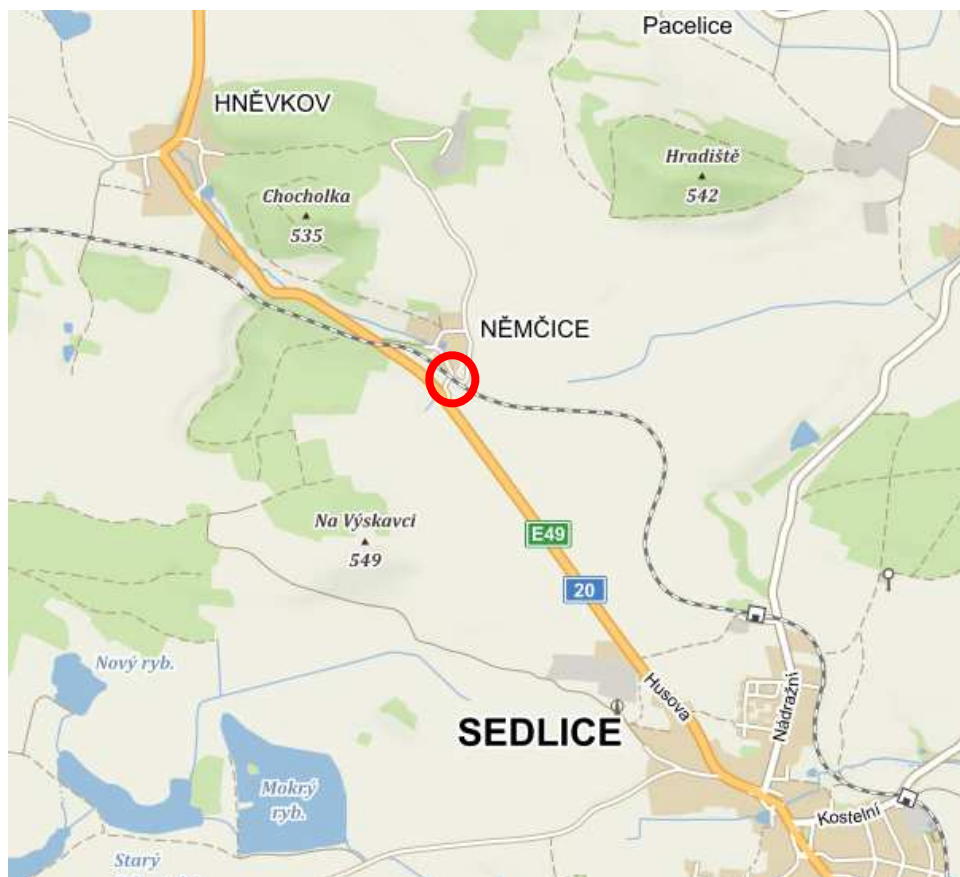 Pacelice
HNĚVKOV
Hradiště
542
Chocholka
535
NĚMČICE
Na Výskavci
549
E49
20
Nový ryb.
Husova
Nádražní
SEDLICE
Mokrý
ryb.
Kostelní
Starý